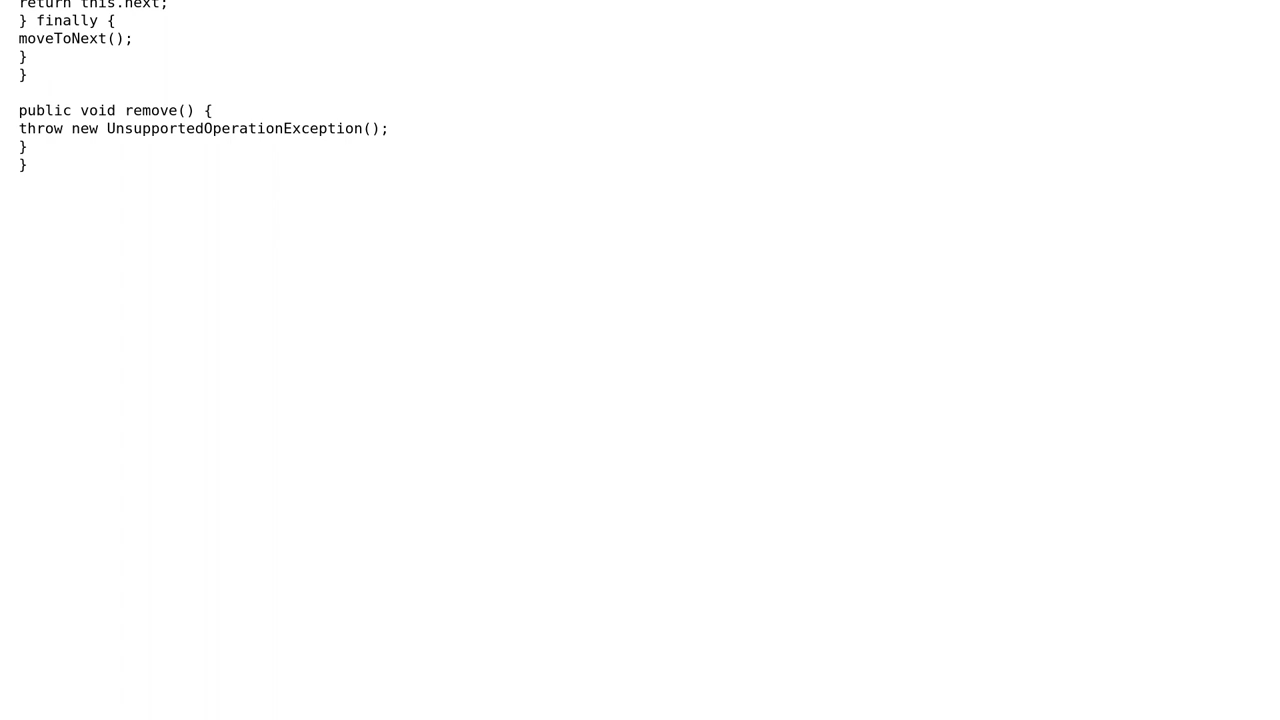 return this.next;
} finally {
moveToNext();
}
}

public void remove() {
throw new UnsupportedOperationException();
}
}